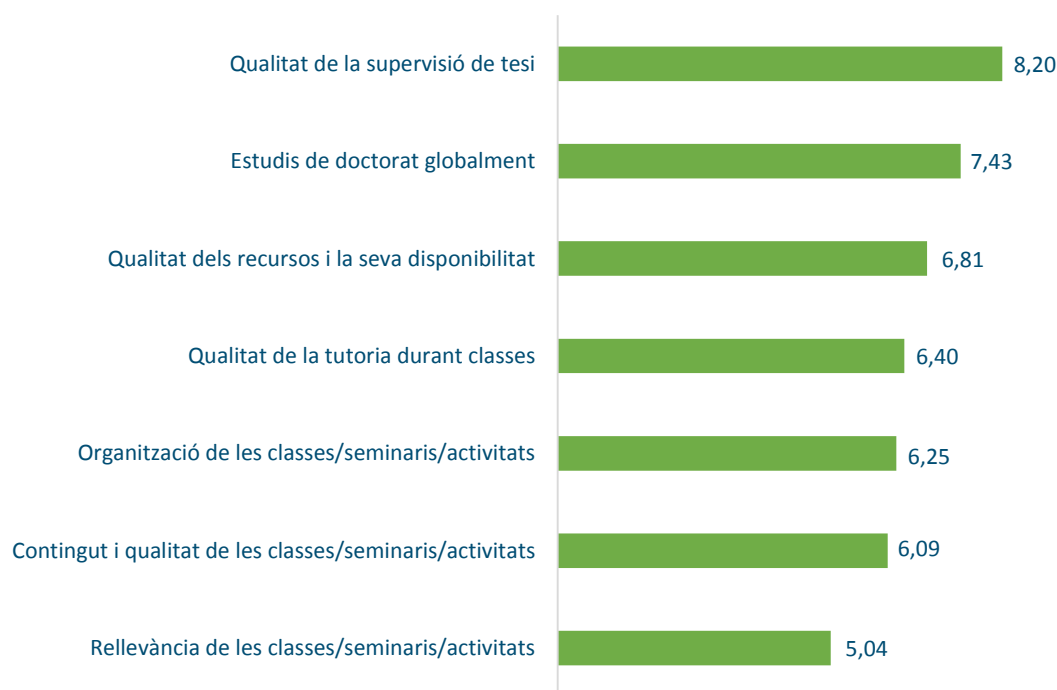 Qualitat de la supervisió de tesi 8,20
Estudis de doctorat globalment 7,43
Qualitat dels recursos i la seva disponibilitat 6,81
Qualitat de la tutoria durant classes 6,40
Organització de les classes/seminaris/activitats 6,25
Contingut i qualitat de les classes/seminaris/activitats 6,09
Rellevància de les classes/seminaris/activitats 5,04